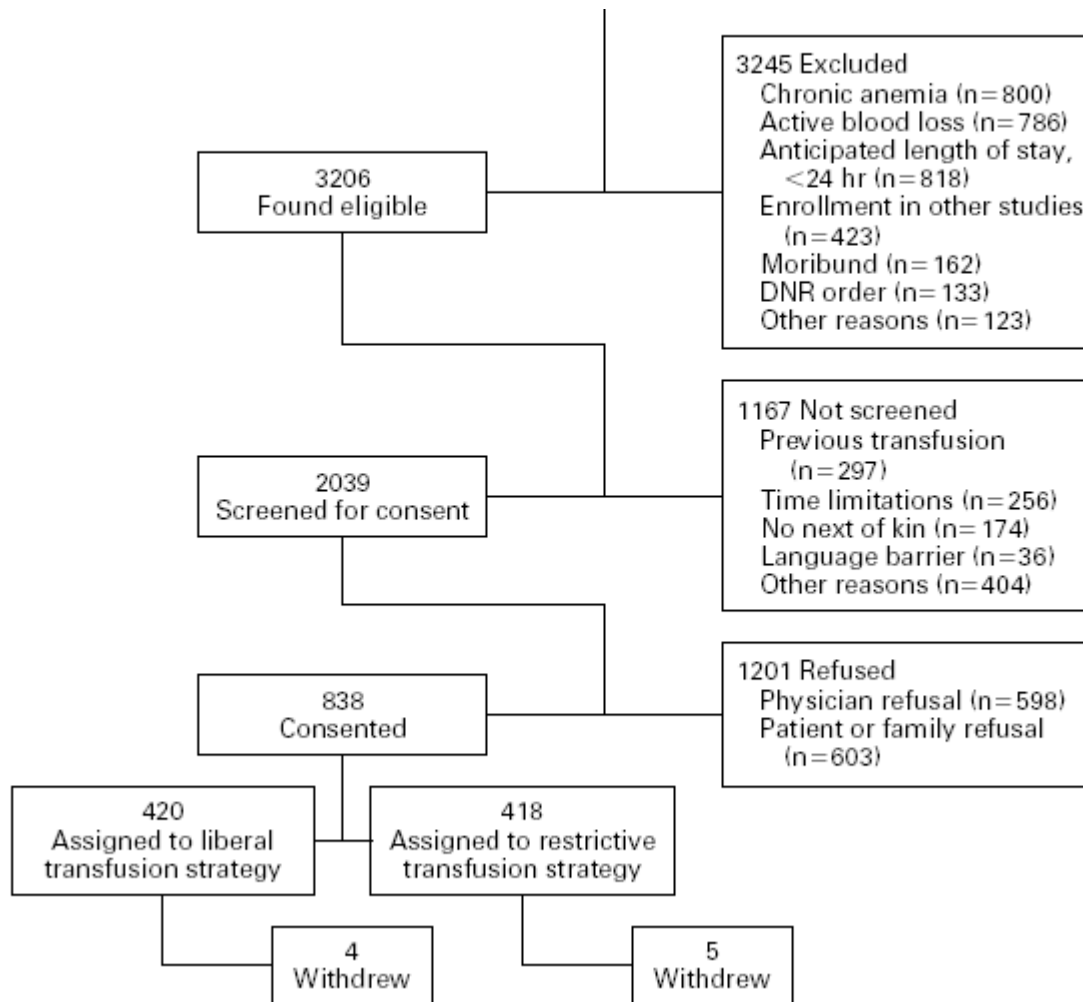 3245 Excluded
Chronic anemia (n=800)
Active blood loss (n=786)
Anticipated length of stay,
<24 hr (n=818)
Enrollment in other studies
(n=423)
Moribund (n=162)
DNR order (n=133)
Other reasons (n=123)
3206
Found eligible
1167 Not screened
Previous transfusion
(n=297)
Time limitations (n=256)
No next of kin (n=174)
Language barrier (n=36)
Other reasons (n=404)
2039
Screened for consent
1201 Refused
Physician refusal (n=598)
Patient or family refusal
(n=603)
838
Consented
420
Assigned to liberal
transfusion strategy
418
Assigned to restrictive
transfusion strategy
4
Withdrew
5
Withdrew